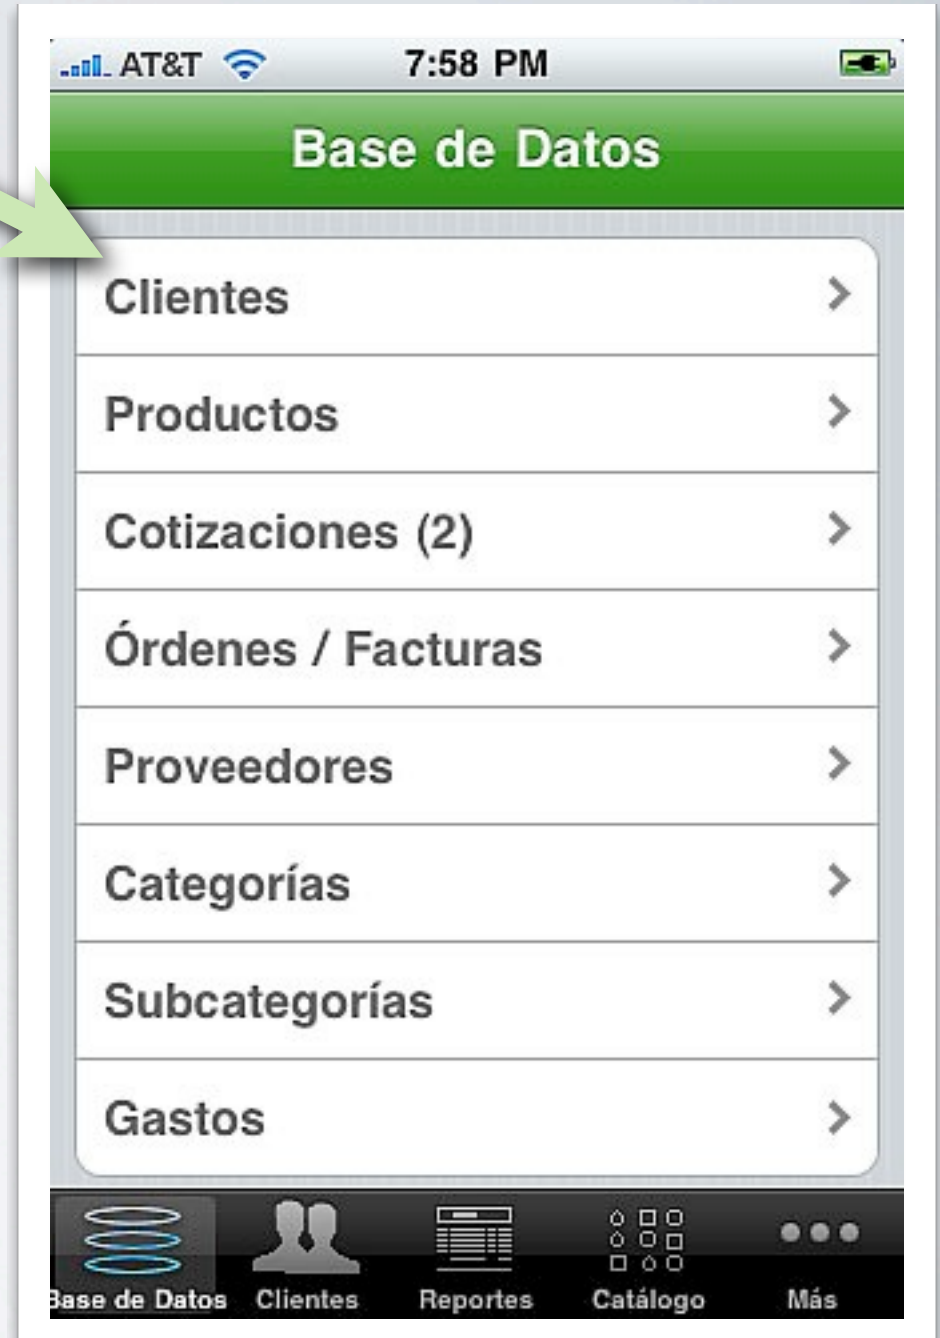 AT&T 7:58 PM
Base de Datos
Clientes
Productos
Cotizaciones (2)
Órdenes / Facturas
Proveedores
Categorías
Subcategorías
Gastos
Base de Datos Clientes Reportes Catálogo Más